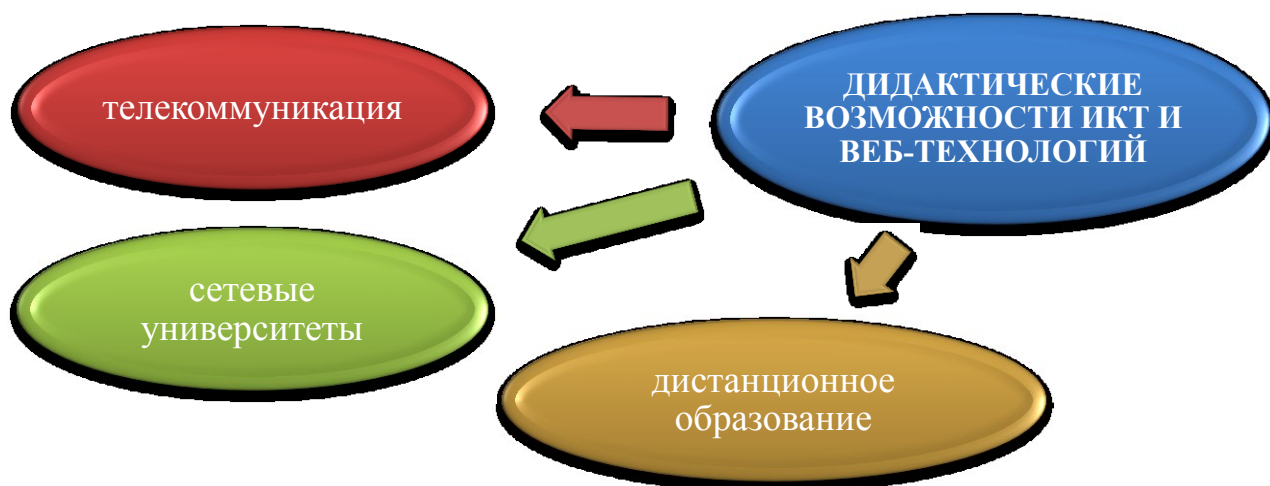 телекоммуникация
ДИДАКТИЧЕСКИЕ
ВОЗМОЖНОСТИ ИКТ И
ВЕБ-ТЕХНОЛОГИЙ
сетевые
университеты
дистанционное
образование